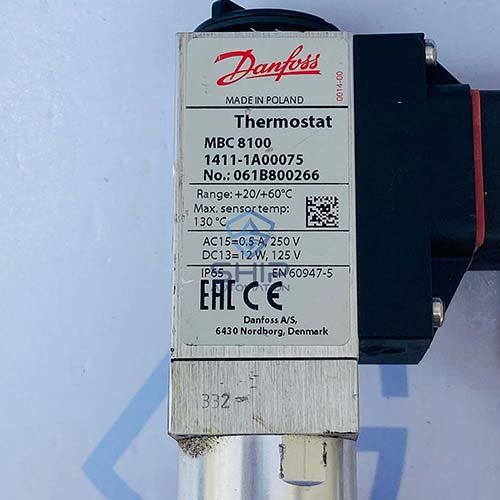 Danfoss
MADE IN POLAND
0014-00
Thermostat
MBC 8100
1411-1A00075
No.: 061B800266
Range: +20/+60°C
Max. sensor temp:
130 °C
AC15=0,5 A, 250 V
DC13=12 W, 125 V
SHIP
AUTOMATION
IP65 EN 60947-5
EAC CE
Danfoss A/S,
6430 Nordborg, Denmark
332